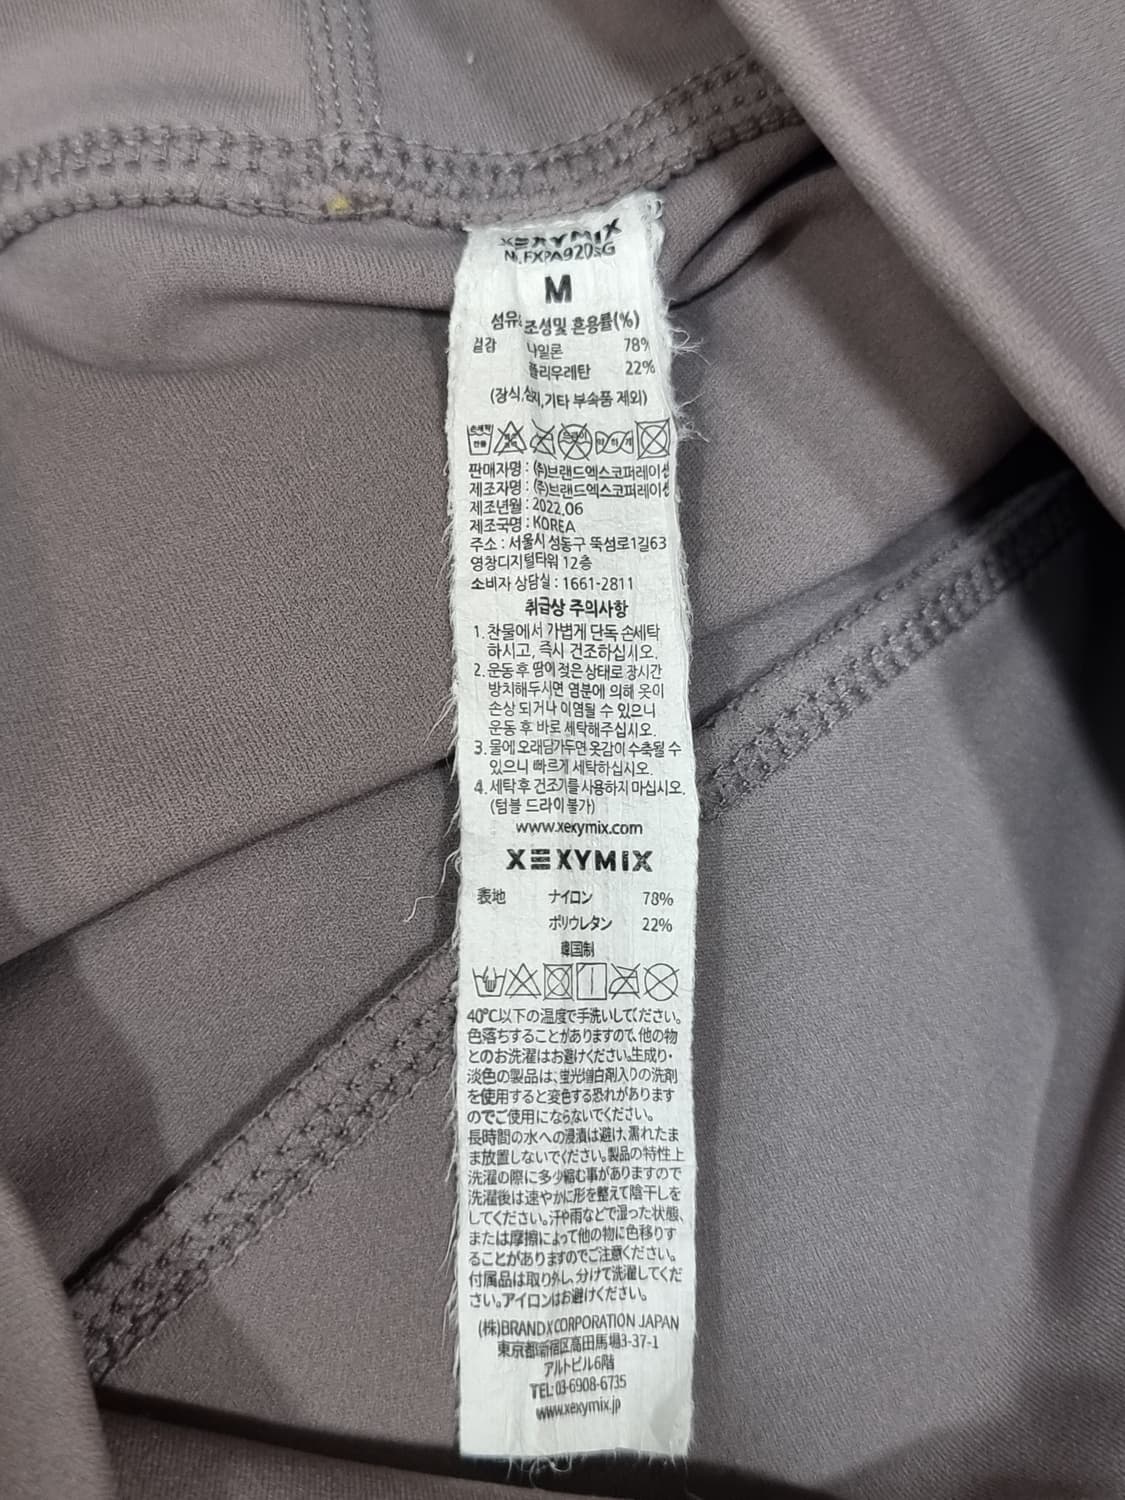 XEXYMIX
M
섬유의 조성및 혼용률(%)
겉감 나일론 78%
폴리우레탄 22%
(장식,심지,기타 부속품 제외)
손세탁
판매자명 : (주)브랜드엑스코퍼레이션
제조자명 : (주)브랜드엑스코퍼레이션
제조년월 : 2022.06
제조국명 : KOREA
주소 : 서울시 성동구 뚝섬로1길63
영창디지털타워 12층
소비자 상담실 : 1661-2811
취급상 주의사항
1. 찬물에서 가볍게 단독 손세탁
하시고, 즉시 건조하십시오.
2. 운동 후 땀이 젖은 상태로 장시간
방치해두시면 염분에 의해 옷이
손상 되거나 이염될 수 있으니
운동 후 바로 세탁해주십시오.
3. 물에 오래담가두면 옷감이 수축될 수
있으니 빠르게 세탁하십시오.
4. 세탁 후 건조기를 사용하지 마십시오.
(텀블 드라이 불가)
www.xexymix.com
XEXYMIX
表地 ナイロン 78%
ポリウレタン 22%
韓国制
40℃以下の温度で手洗いしてください。
色落ちすることがありますので、他の物
とのお洗濯はお避けください。生成り・
淡色の製品は、蛍光増白剤入りの洗剤
を使用すると変色する恐れがあります
のでご使用にならないでください。
長時間の水への浸漬は避け、濡れたま
ま放置しないでください。製品の特性上
洗濯の際に多少縮む事がありますので
洗濯後は速やかに形を整えて陰干しを
してください。汗や雨などで湿った状態、
または摩擦によって他の物に色移りす
ることがありますのでご注意ください。
付属品は取り外し、分けて洗濯してくだ
さい。アイロンはお避けください。
(株)BRANDX CORPORATION JAPAN
東京都新宿区高田馬場3-37-1
アルトビル6階
TEL: 03-6908-6735
www.xexymix.jp